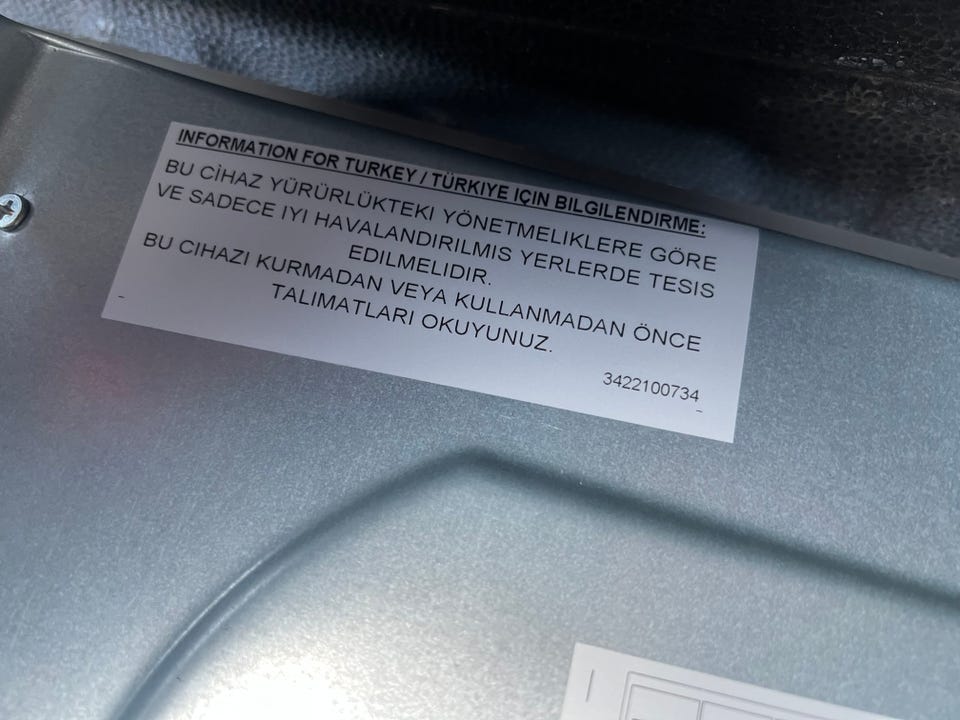 INFORMATION FOR TURKEY / TÜRKIYE IÇIN BILGILENDIRME:
BU CİHAZ YÜRÜRLÜKTEKI YÖNETMELIKLERE GÖRE
VE SADECE IYI HAVALANDIRILMIS YERLERDE TESIS
EDILMELIDIR.
BU CIHAZI KURMADAN VEYA KULLANMADAN ÖNCE
TALIMATLARI OKUYUNUZ.
3422100734